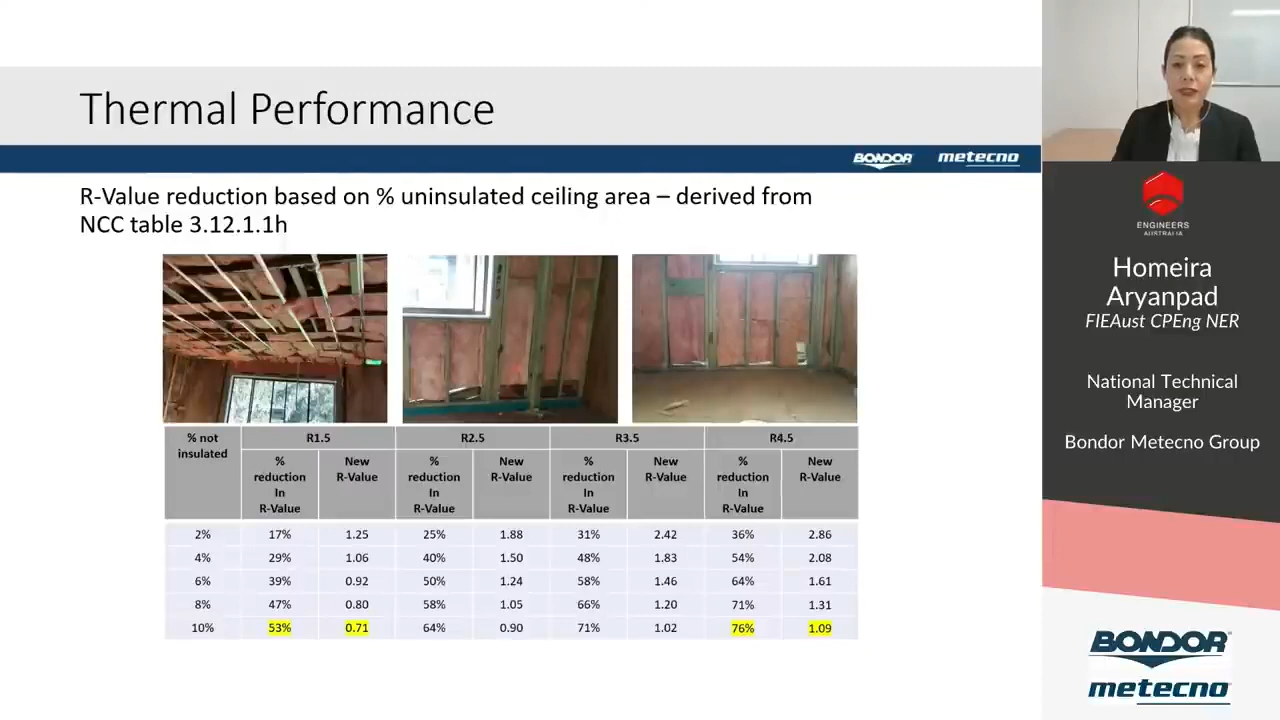 Thermal Performance
BONDOR metecno
R-Value reduction based on % uninsulated ceiling area – derived from
NCC table 3.12.1.1h
% not insulated R1.5 R2.5 R3.5 R4.5
% reduction In R-Value New R-Value % reduction In R-Value New R-Value % reduction In R-Value New R-Value % reduction In R-Value New R-Value
2% 17% 1.25 25% 1.88 31% 2.42 36% 2.86
4% 29% 1.06 40% 1.50 48% 1.83 54% 2.08
6% 39% 0.92 50% 1.24 58% 1.46 64% 1.61
8% 47% 0.80 58% 1.05 66% 1.20 71% 1.31
10% 53% 0.71 64% 0.90 71% 1.02 76% 1.09
ENGINEERS
AUSTRALIA
Homeira
Aryanpad
FIEAust CPEng NER
National Technical
Manager
Bondor Metecno Group
BONDOR
metecno